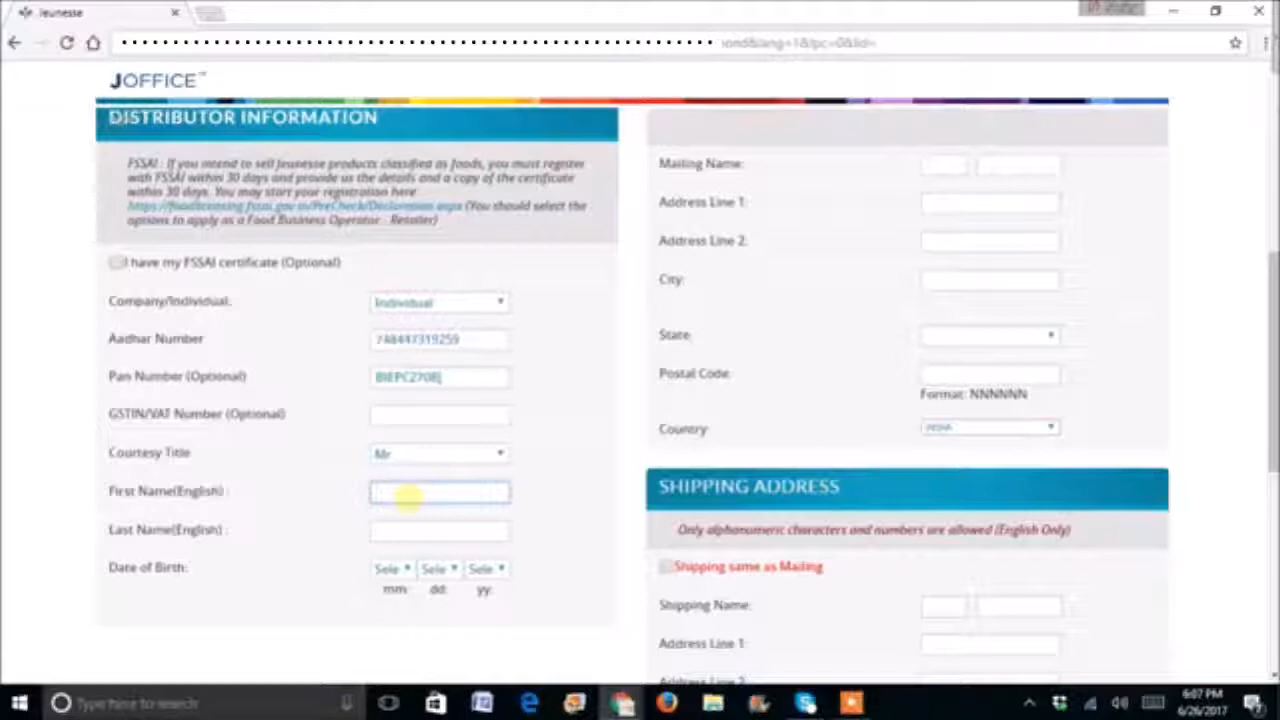 Jeunesse
JOFFICE™
DISTRIBUTOR INFORMATION
FSSAI : If you intend to sell Jeunesse products classified as foods, you must register
with FSSAI within 30 days and provide us the details and a copy of the certificate
within 30 days. You may start your registration here
(You should select the
options to apply as a Food Business Operator Retailer)
I have my FSSAI certificate (Optional)
Company/Individual: Individual
Aadhar Number
Pan Number (Optional)
GSTIN/VAT Number (Optional)
Courtesy Title Mr
First Name(English) :
Last Name(English) :
Date of Birth: Sele Sele Sele
mm: dd: yy:
Mailing Name:
Address Line 1:
Address Line 2:
City:
State:
Postal Code:
Format: NNNNNN
Country: INDIA
SHIPPING ADDRESS
Only alphanumeric characters and numbers are allowed (English Only)
Shipping same as Mailing
Shipping Name:
Address Line 1:
Address Line 2:
Type here to search
6:07 PM
6/26/2017